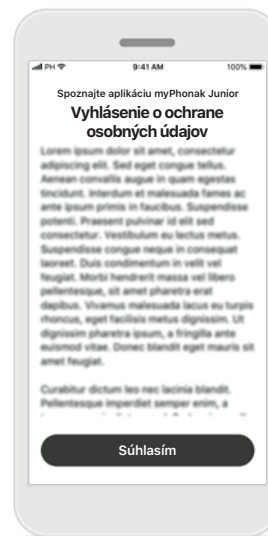 PH
9:41 AM
100%
Spoznajte aplikáciu myPhonak Junior
Vyhlásenie o ochrane
osobných údajov
Lorem ipsum dolor sit amet, consectetur
adipiscing elit. Sed eget congue tellus.
Aenean convallis augue in quam egestas
tincidunt. Interdum et malesuada fames ac
ante ipsum primis in faucibus. Suspendisse
potenti. Praesent pulvinar id elit sed
consectetur. Vestibulum eu lectus metus.
Suspendisse congue neque in consequat
laoreet. Duis condimentum in velit vel
feugiat. Morbi hendrerit massa vel libero
pellentesque, sit amet pharetra erat
dapibus. Vivamus malesuada lacus eu turpis
rhoncus, eget facilisis metus dignissim. Ut
dignissim pharetra ipsum, a fringilla ante
euismod vitae. Donec blandit eget mauris sit
amet feugiat.
Curabitur dictum leo nec lacinia blandit.
Pellentesque imperdiet semper enim, a
Súhlasím